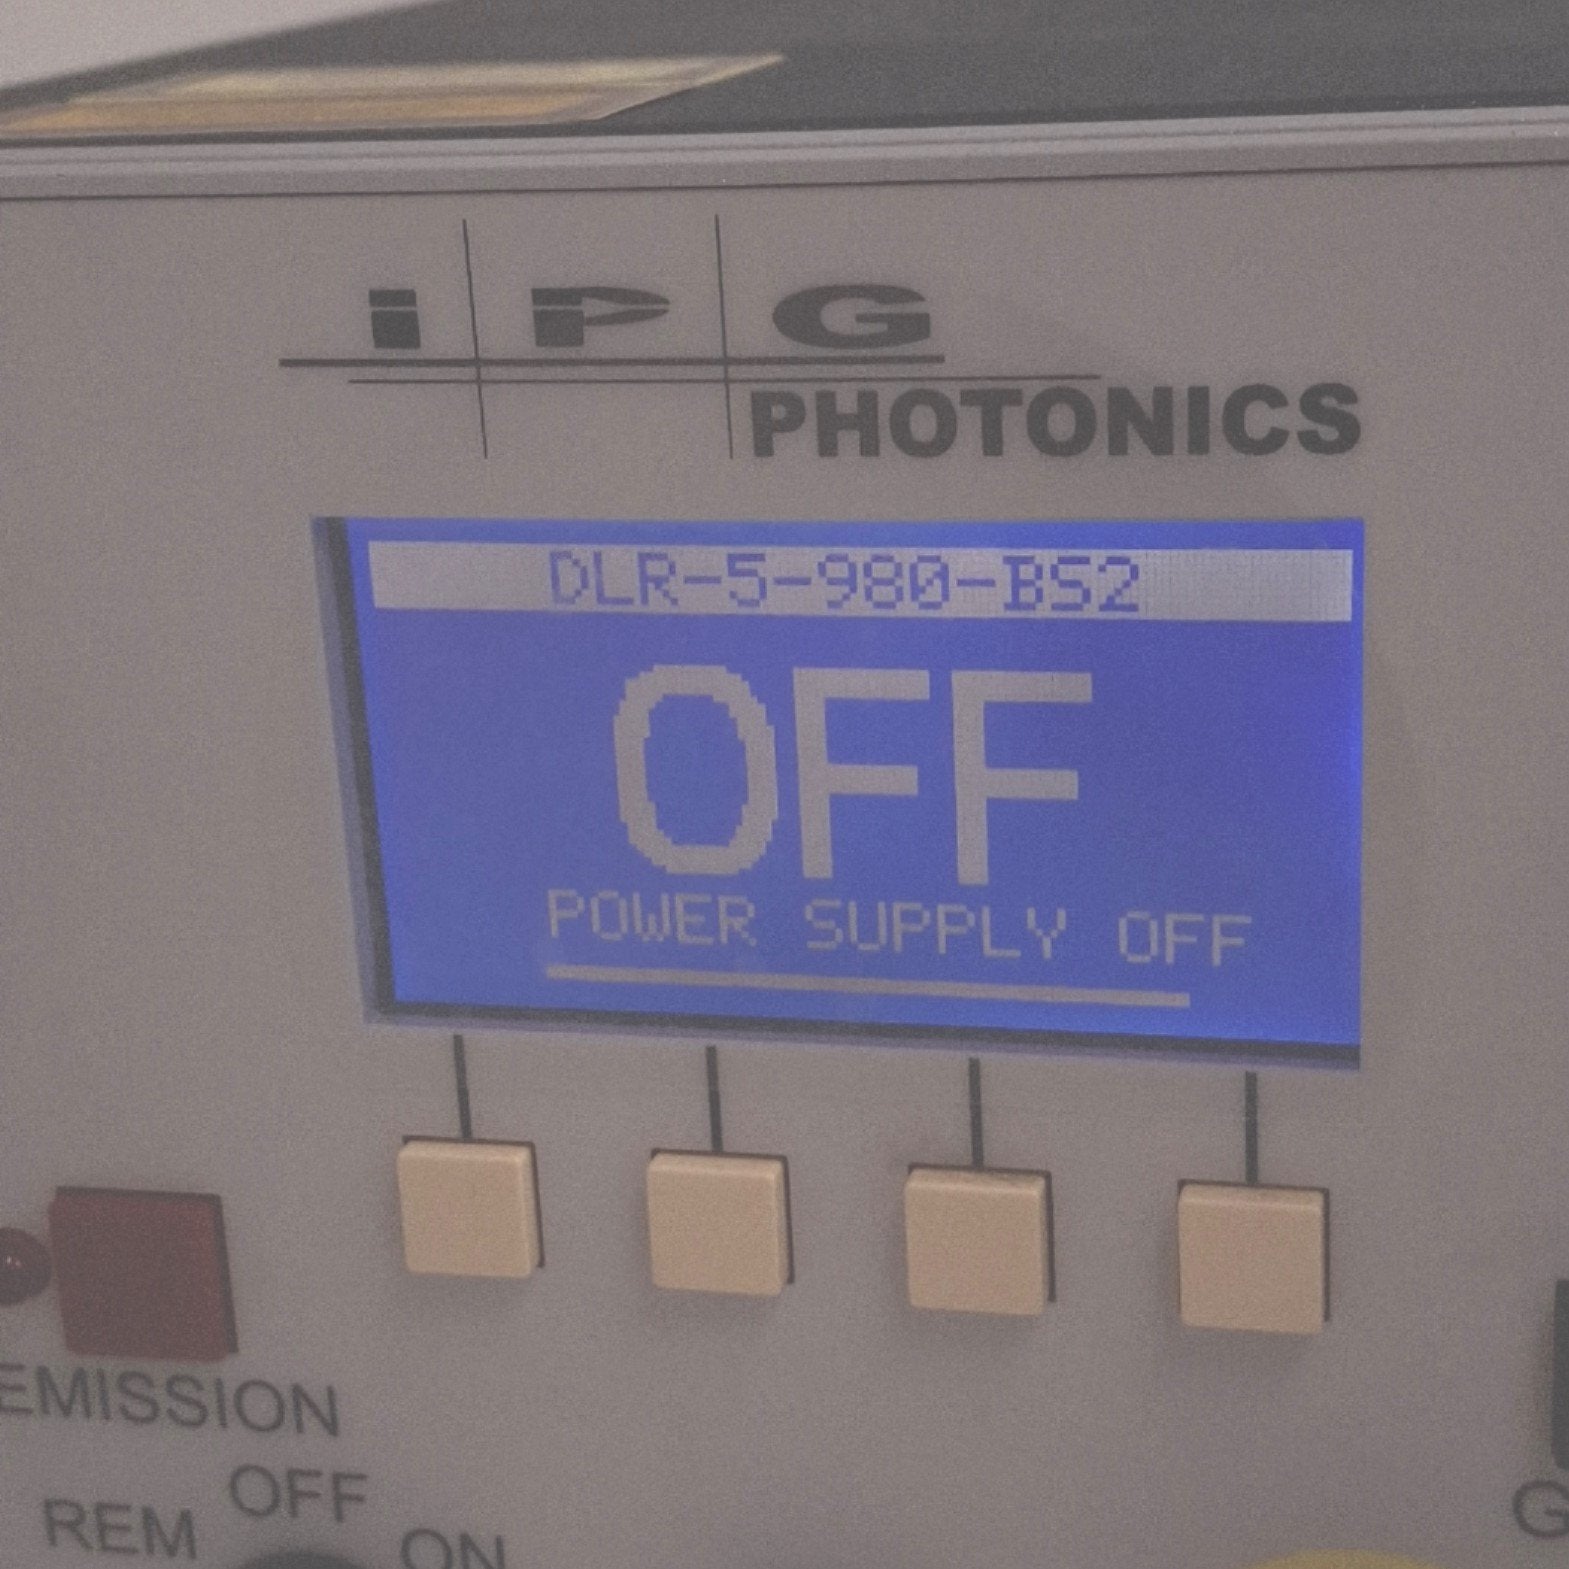 IPG
PHOTONICS
DLR-5-980-BS2
OFF
POWER SUPPLY OFF
EMISSION
OFF
REM
ON
G